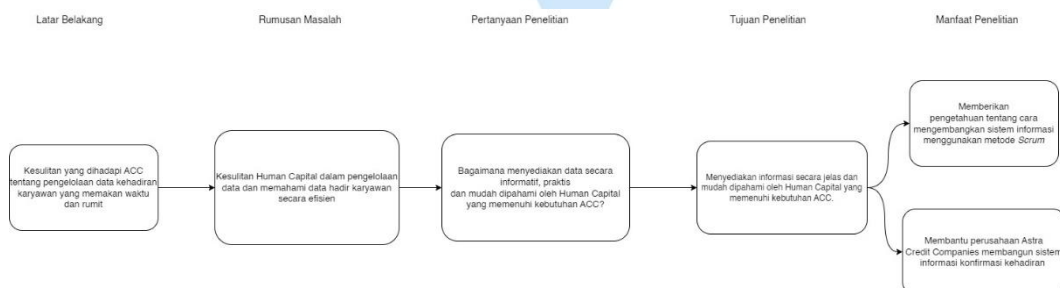 Latar Belakang
Rumusan Masalah
Pertanyaan Penelitian
Tujuan Penelitian
Manfaat Penelitian
Kesulitan yang dihadapi ACC
tentang pengelolaan data kehadiran
karyawan yang memakan waktu
dan rumit
Kesulitan Human Capital dalam pengelolaan
data dan memahami data hadir karyawan
secara efisien
Bagaimana menyediakan data secara
informatif, praktis
dan mudah dipahami oleh Human Capital
yang memenuhi kebutuhan ACC?
Menyediakan informasi secara jelas dan
mudah dipahami oleh Human Capital yang
memenuhi kebutuhan ACC.
Memberikan
pengetahuan tentang cara
mengembangkan sistem informasi
menggunakan metode Scrum
Membantu perusahaan Astra
Credit Companies membangun sistem
informasi konfirmasi kehadiran